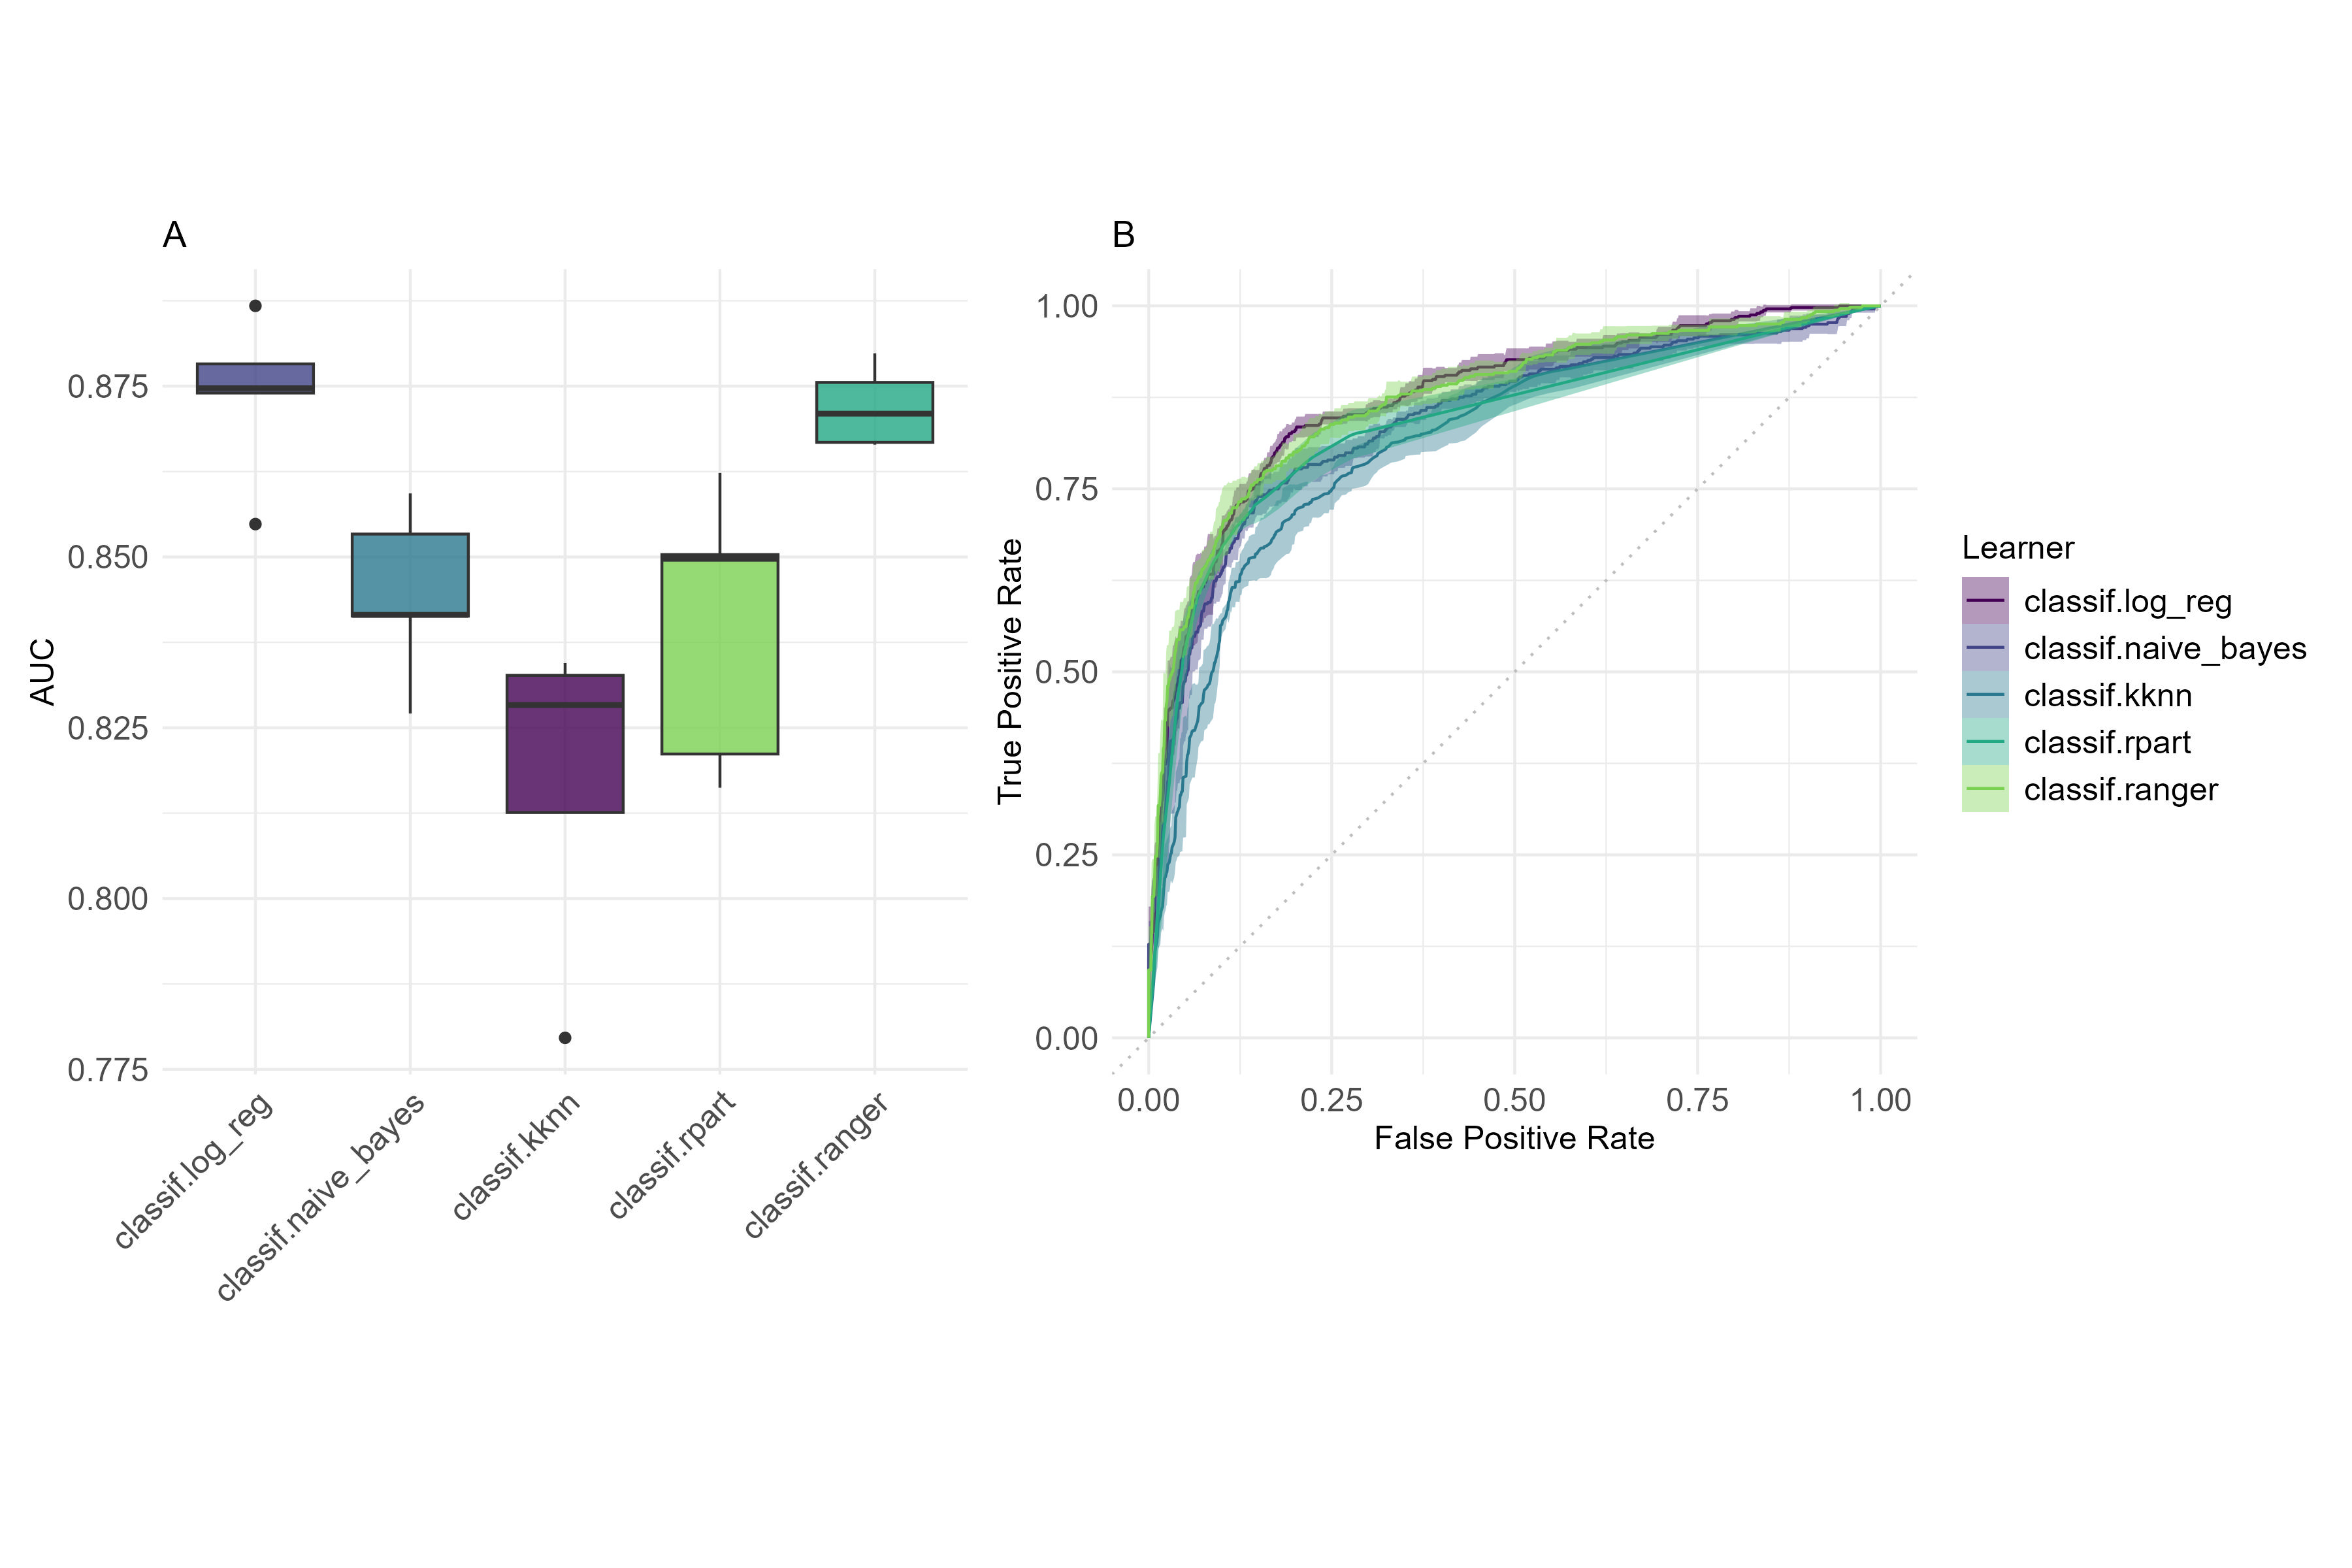 A
AUC
0.875
0.850
0.825
0.800
0.775
classif.log_reg
classif.naive_bayes
classif.kknn
classif.rpart
classif.ranger
B
True Positive Rate
1.00
0.75
0.50
0.25
0.00
0.00 0.25 0.50 0.75 1.00
False Positive Rate
Learner
classif.log_reg
classif.naive_bayes
classif.kknn
classif.rpart
classif.ranger